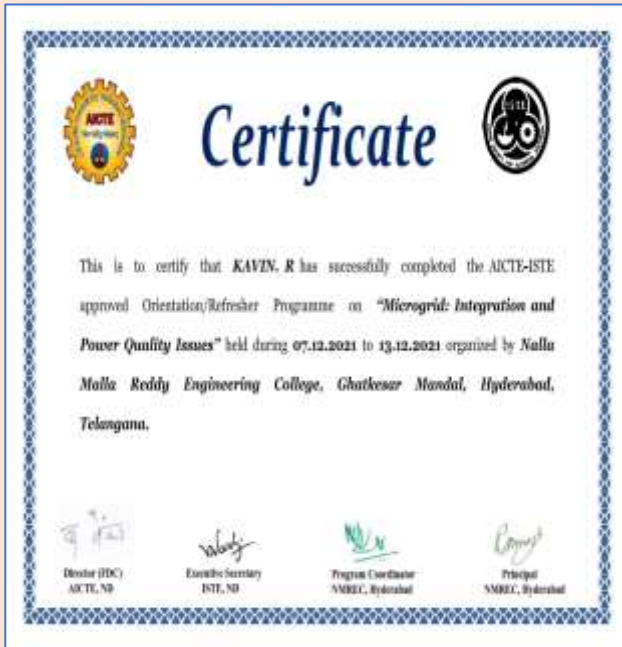 AICTE
ISTE
Certificate
This is to certify that KAVIN. R has successfully completed the AICTE-ISTE
approved Orientation/Refresher Programme on “Microgrid: Integration and
Power Quality Issues” held during 07.12.2021 to 13.12.2021 organized by Nalla
Malla Reddy Engineering College, Ghatkesar Mandal, Hyderabad,
Telangana.
Director (FDC)
AICTE, ND
Executive Secretary
ISTE, ND
Program Coordinator
NMREC, Hyderabad
Principal
NMREC, Hyderabad